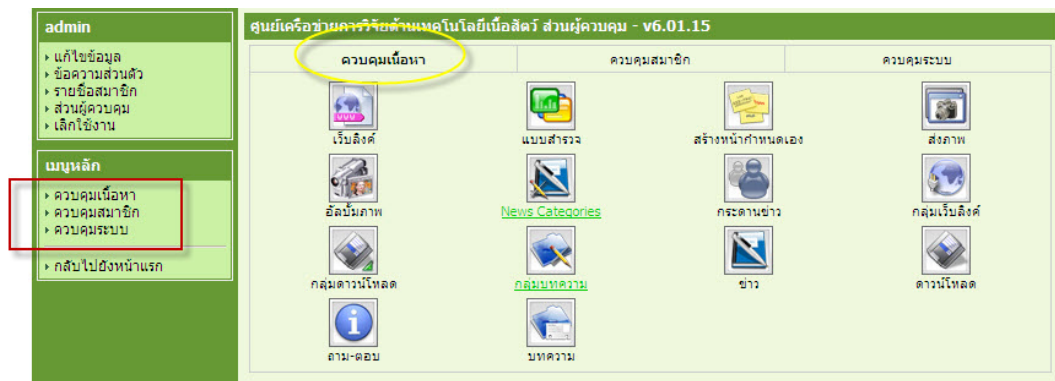 admin
แก้ไขข้อมูล
ข้อความส่วนตัว
รายชื่อสมาชิก
ส่วนผู้ควบคุม
เลิกใช้งาน
เมนูหลัก
ควบคุมเนื้อหา
ควบคุมสมาชิก
ควบคุมระบบ
กลับไปยังหน้าแรก
ศูนย์เครือข่ายการวิจัยด้านเทคโนโลยีเนื้อสัตว์ ส่วนผู้ควบคุม - v6.01.15
ควบคุมเนื้อหา ควบคุมสมาชิก ควบคุมระบบ
เว็บลิงค์ แบบสำรวจ สร้างหน้ากำหนดเอง ส่งภาพ
อัลบั้มภาพ News Categories กระดานข่าว กลุ่มเว็บลิงค์
กลุ่มดาวน์โหลด กลุ่มบทความ ข่าว ดาวน์โหลด
ถาม-ตอบ บทความ